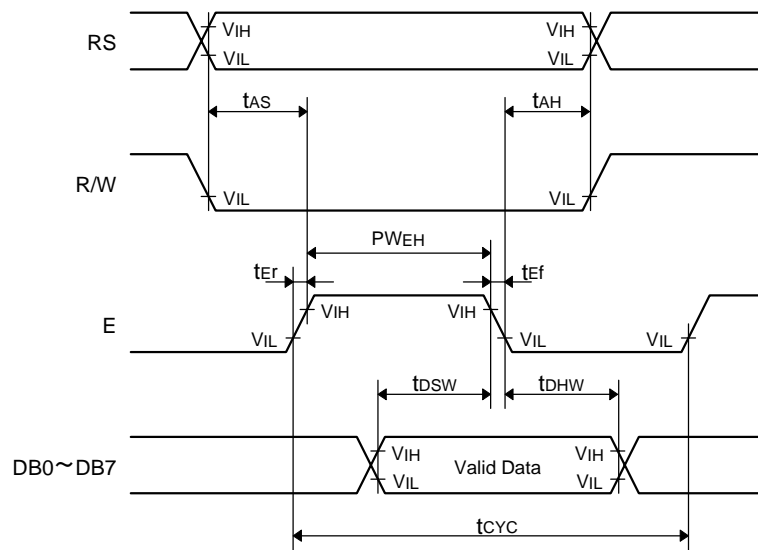 RS
VIH
VIL
VIH
VIL
tAS
tAH
R/W
VIL
VIL
PWEH
tEr
tEf
E
VIH
VIL
VIH
VIL
VIL
tDSW
tDHW
DB0～DB7
VIH
VIL
Valid Data
VIH
VIL
tCYC